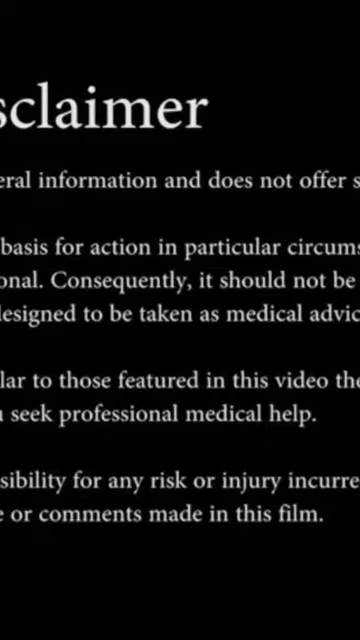 sclaimer
eral information and does not offer s
basis for action in particular circums
onal. Consequently, it should not be
designed to be taken as medical advic
lar to those featured in this video the
u seek professional medical help.
sibility for any risk or injury incurre
e or comments made in this film.